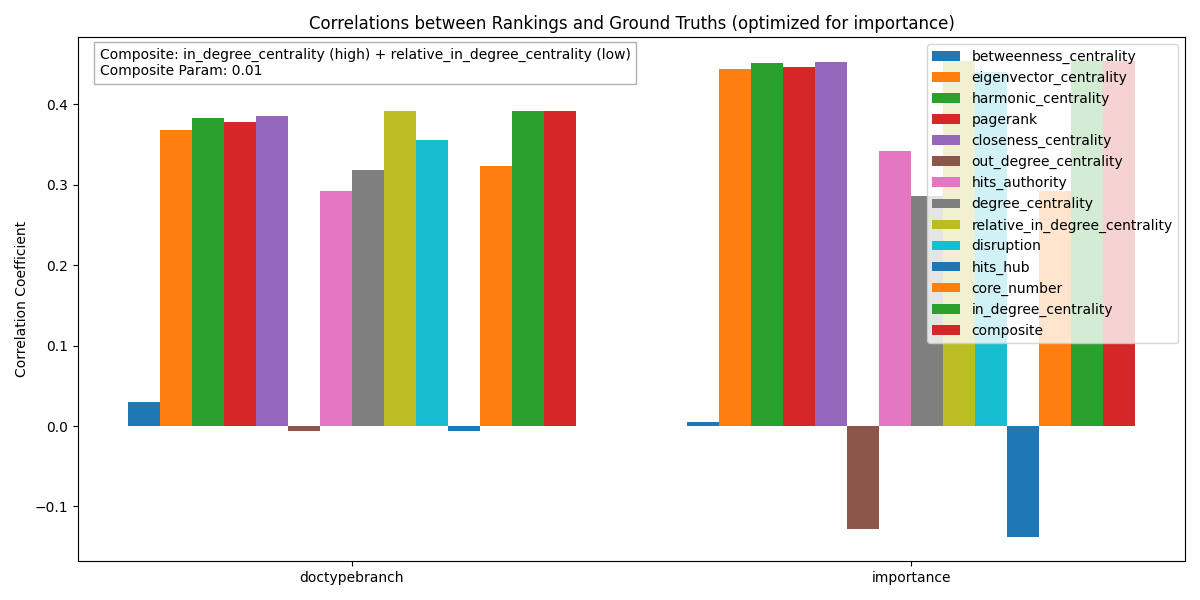 Correlations between Rankings and Ground Truths (optimized for importance)
Composite: in_degree_centrality (high) + relative_in_degree_centrality (low)
Composite Param: 0.01
betweenness_centrality
eigenvector_centrality
harmonic_centrality
pagerank
closeness_centrality
out_degree_centrality
hits_authority
degree_centrality
relative_in_degree_centrality
disruption
hits_hub
core_number
in_degree_centrality
composite
Correlation Coefficient
0.4
0.3
0.2
0.1
0.0
−0.1
doctypebranch
importance